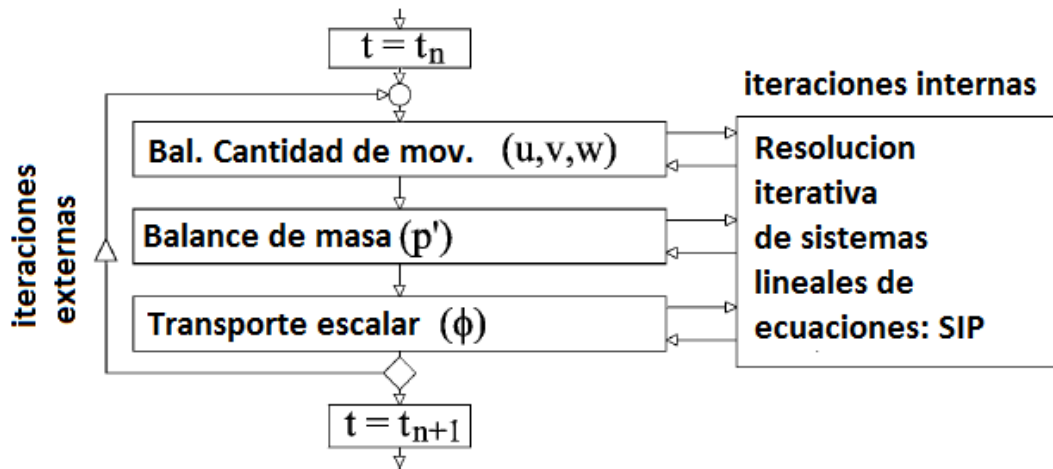 t = tn
iteraciones internas
iteraciones
externas
Bal. Cantidad de mov. (u,v,w)
Balance de masa (p')
Transporte escalar (ϕ)
Resolucion
iterativa
de sistemas
lineales de
ecuaciones: SIP
t = tn+1